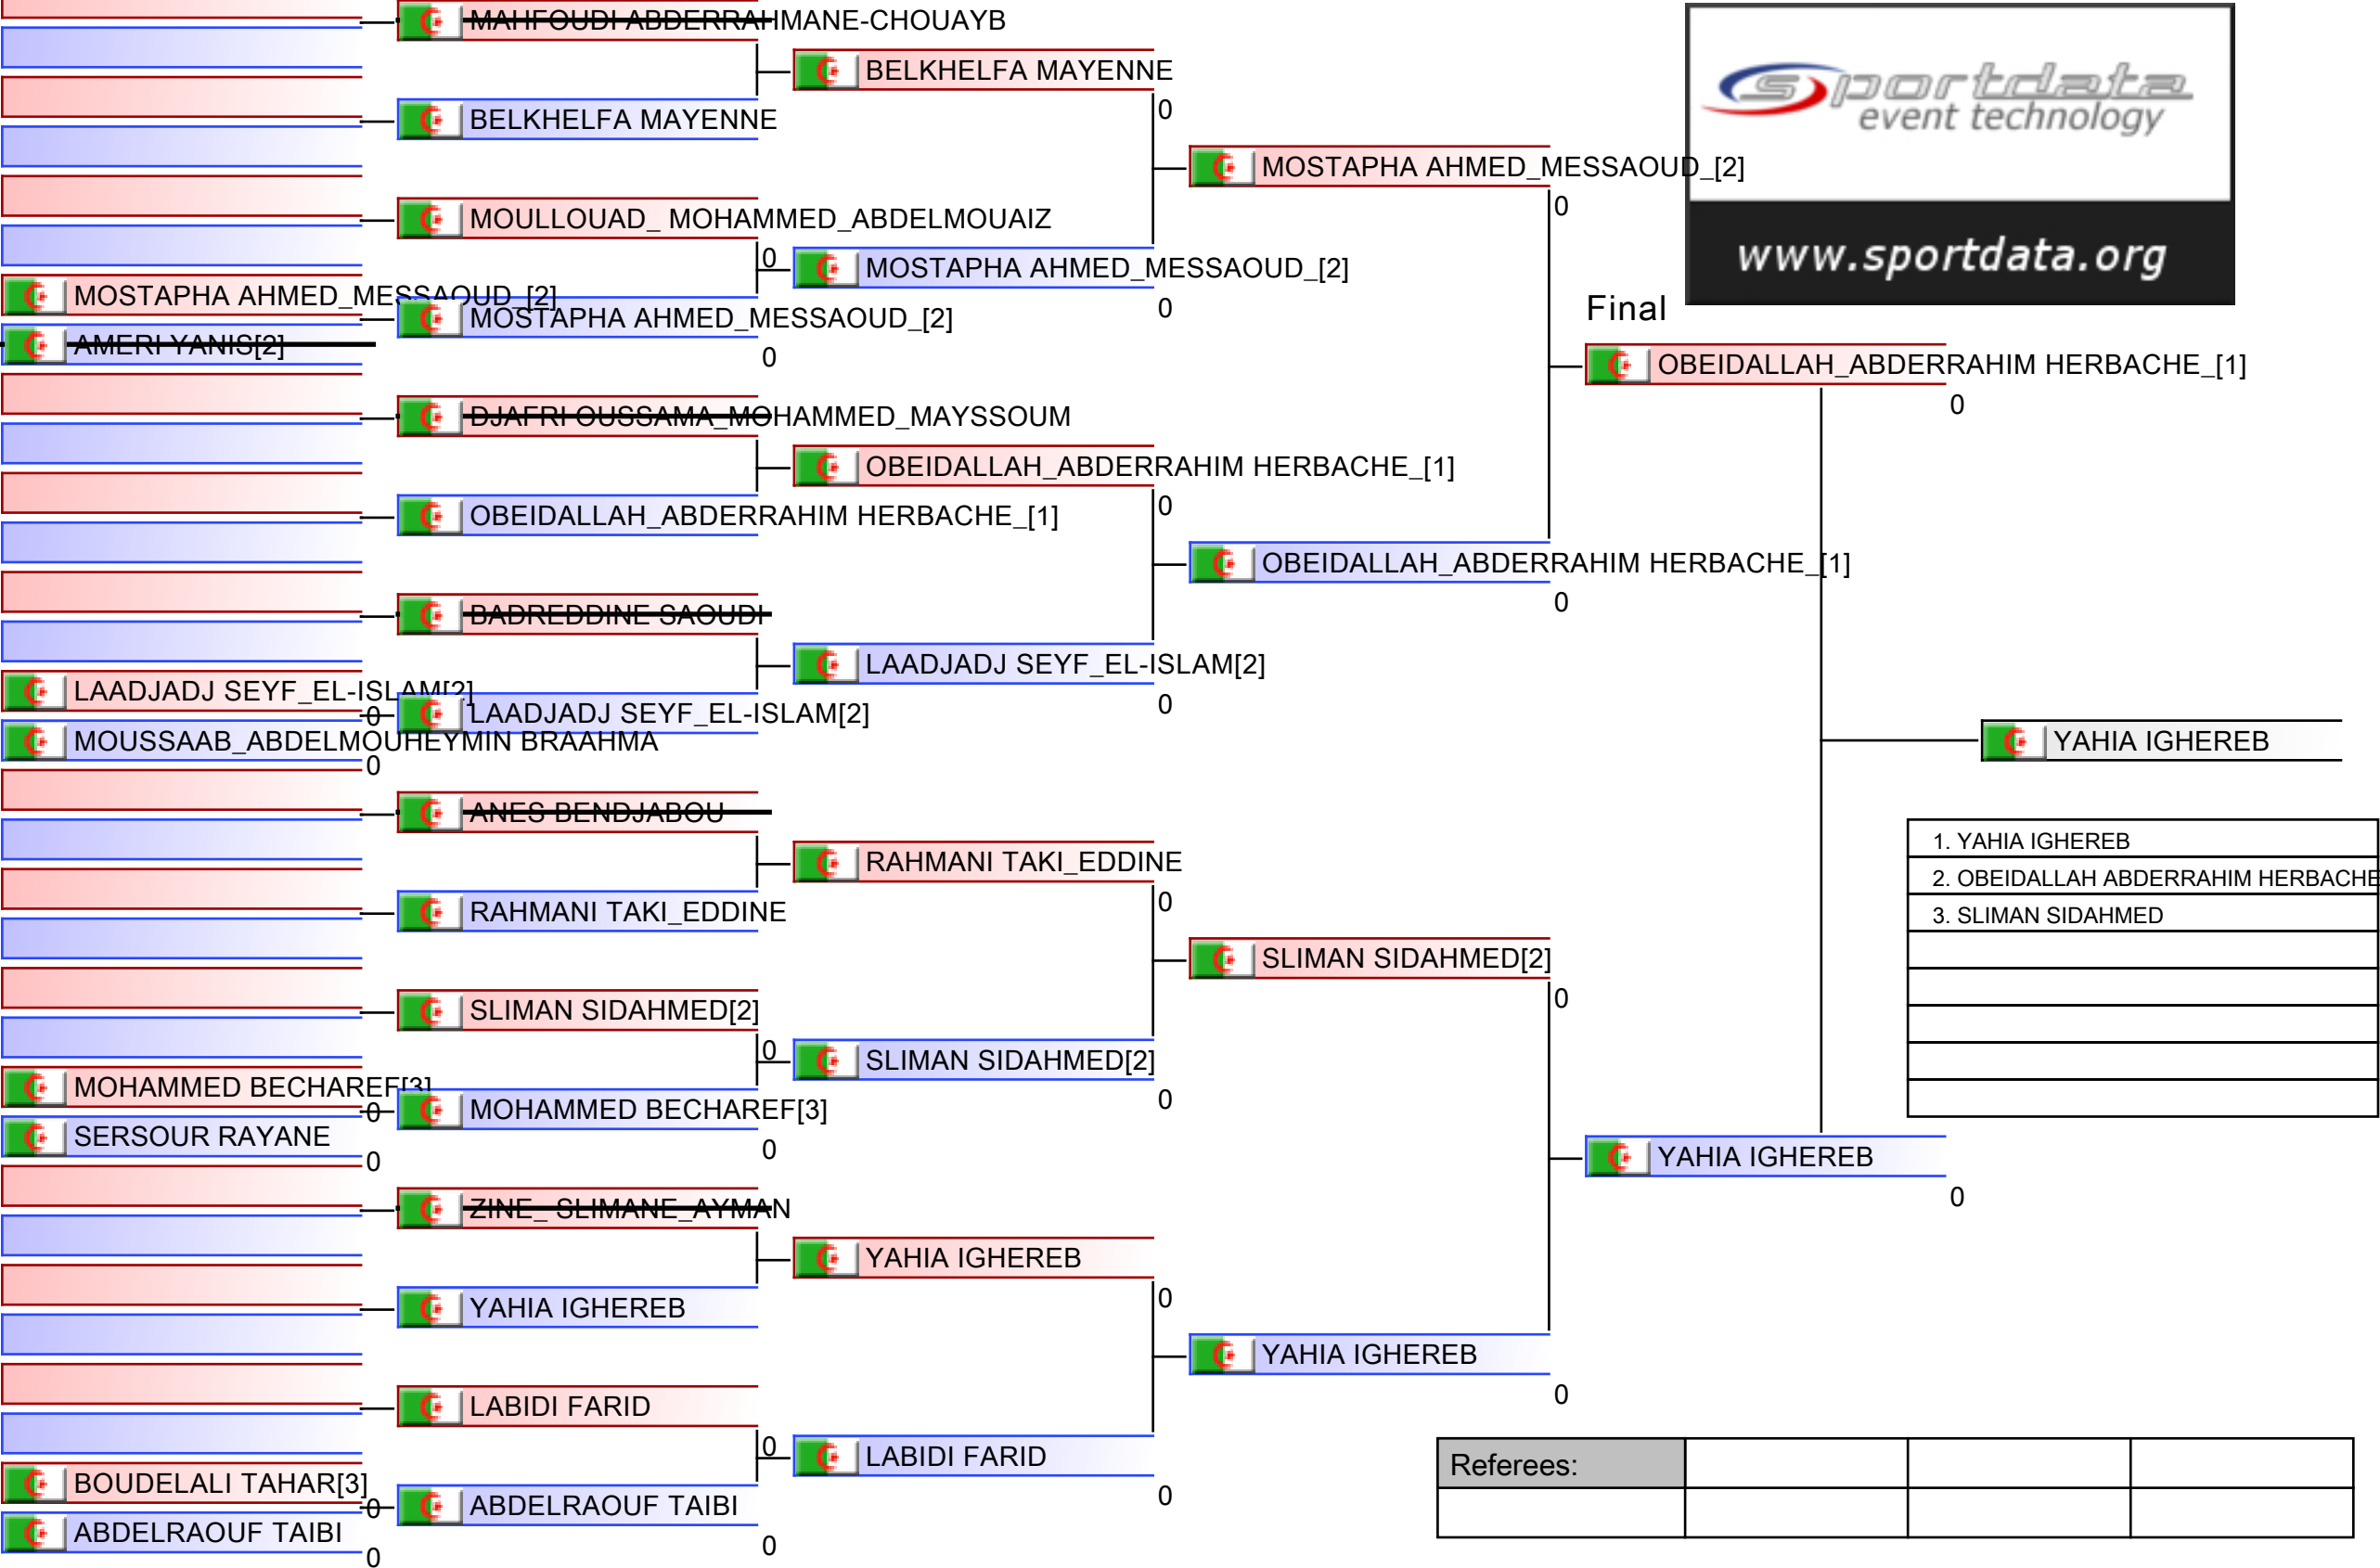 MAHFOUDI ABDERRAHMANE-CHOUAYB
BELKHELFA MAYENNE
0
BELKHELFA MAYENNE
MOSTAPHA AHMED_MESSAOUD_[2]
0
MOULLOUAD_ MOHAMMED_ABDELMOUAIZ
0
MOSTAPHA AHMED_MESSAOUD_[2]
0
MOSTAPHA AHMED_MESSAOUD_[2]
MOSTAPHA AHMED_MESSAOUD_[2]
0
AMERI YANIS[2]
sportdata
event technology
www.sportdata.org
Final
OBEIDALLAH_ABDERRAHIM HERBACHE_[1]
0
DJAFRI OUSSAMA_MOHAMMED_MAYSSOUM
OBEIDALLAH_ABDERRAHIM HERBACHE_[1]
0
OBEIDALLAH_ABDERRAHIM HERBACHE_[1]
OBEIDALLAH_ABDERRAHIM HERBACHE_[1]
0
BADREDDINE SAOUDI
LAADJADJ SEYF_EL-ISLAM[2]
0
LAADJADJ SEYF_EL-ISLAM[2]
0
LAADJADJ SEYF_EL-ISLAM[2]
MOUSSAAB_ABDELMOUHEYMIN BRAAHMA
0
YAHIA IGHEREB
ANES BENDJABOU
RAHMANI TAKI_EDDINE
0
RAHMANI TAKI_EDDINE
1. YAHIA IGHEREB
2. OBEIDALLAH ABDERRAHIM HERBACHE
3. SLIMAN SIDAHMED
SLIMAN SIDAHMED[2]
0
SLIMAN SIDAHMED[2]
0
SLIMAN SIDAHMED[2]
0
MOHAMMED BECHAREF[3]
0
MOHAMMED BECHAREF[3]
0
SERSOUR RAYANE
0
YAHIA IGHEREB
0
ZINE_ SLIMANE_AYMAN
YAHIA IGHEREB
0
YAHIA IGHEREB
YAHIA IGHEREB
0
LABIDI FARID
0
LABIDI FARID
0
BOUDELALI TAHAR[3]
0
ABDELRAOUF TAIBI
0
ABDELRAOUF TAIBI
0
Referees: